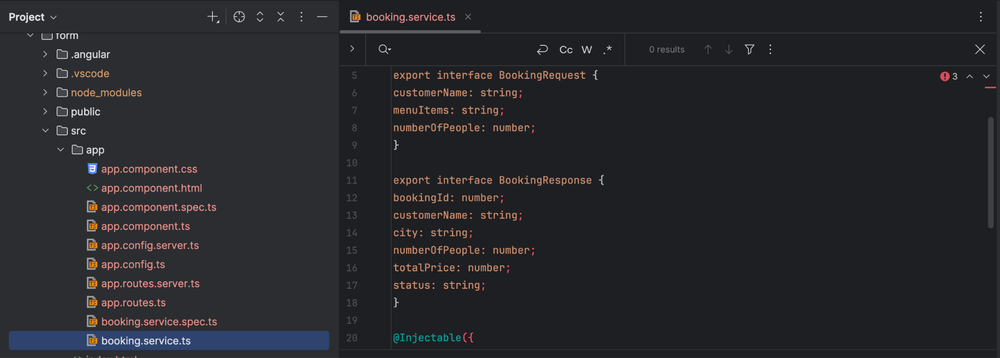 Project
form
.angular
.vscode
node_modules
public
src
app
app.component.css
app.component.html
app.component.spec.ts
app.component.ts
app.config.server.ts
app.config.ts
app.routes.server.ts
app.routes.ts
booking.service.spec.ts
booking.service.ts
index.html
booking.service.ts
Cc W .* 0 results
3
5 export interface BookingRequest {
6 customerName: string;
7 menuItems: string;
8 numberOfPeople: number;
9 }
10
11 export interface BookingResponse {
12 bookingId: number;
13 customerName: string;
14 city: string;
15 numberOfPeople: number;
16 totalPrice: number;
17 status: string;
18 }
19
20 @Injectable({